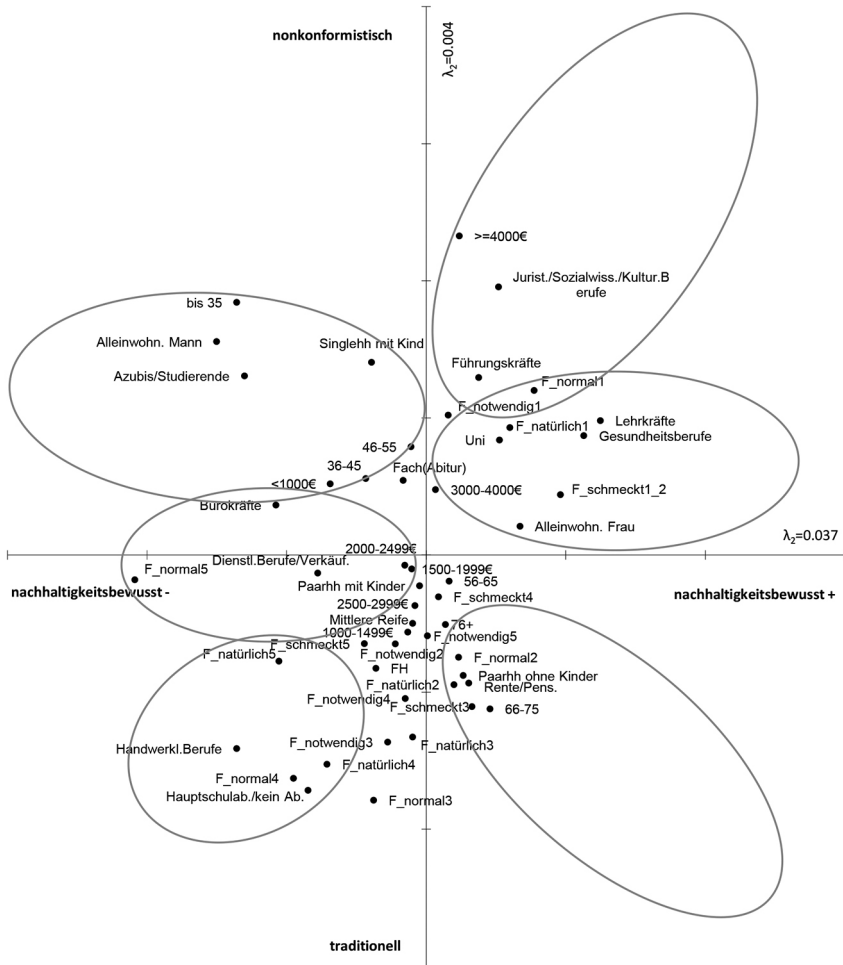 nonkonformistisch
λ₂=0.004
>=4000€
Jurist./Sozialwiss./Kultur.B
erufe
bis 35
Alleinwohn. Mann
Singlehh mit Kind
Azubis/Studierende
Führungskräfte
F_normal1
F_notwendig1
F_natürlich1
Lehrkräfte
Uni
Gesundheitsberufe
46-55
36-45
Fach(Abitur)
<1000€
3000-4000€
F_schmeckt1_2
Bürokräfte
Alleinwohn. Frau
λ₂=0.037
2000-2499€
Dienstl.Berufe/Verkäuf.
1500-1999€
F_normal5
56-65
Paarhh mit Kinder
nachhaltigkeitsbewusst -
nachhaltigkeitsbewusst +
F_schmeckt4
2500-2999€
Mittlere Reife
76+
1000-1499€
F_notwendig5
F_schmeckt5
F_notwendig2
F_natürlich5
F_normal2
FH
Paarhh ohne Kinder
F_natürlich2
Rente/Pens.
F_notwendig4
F_schmeckt3
66-75
F_notwendig3
F_natürlich3
Handwerkl.Berufe
F_natürlich4
F_normal4
Hauptschulab./kein Ab.
F_normal3
traditionell